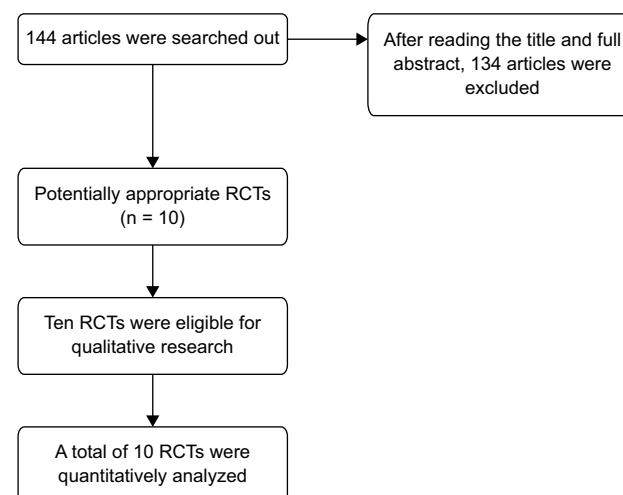 144 articles were searched out
After reading the title and full
abstract, 134 articles were
excluded
Potentially appropriate RCTs
(n = 10)
Ten RCTs were eligible for
qualitative research
A total of 10 RCTs were
quantitatively analyzed